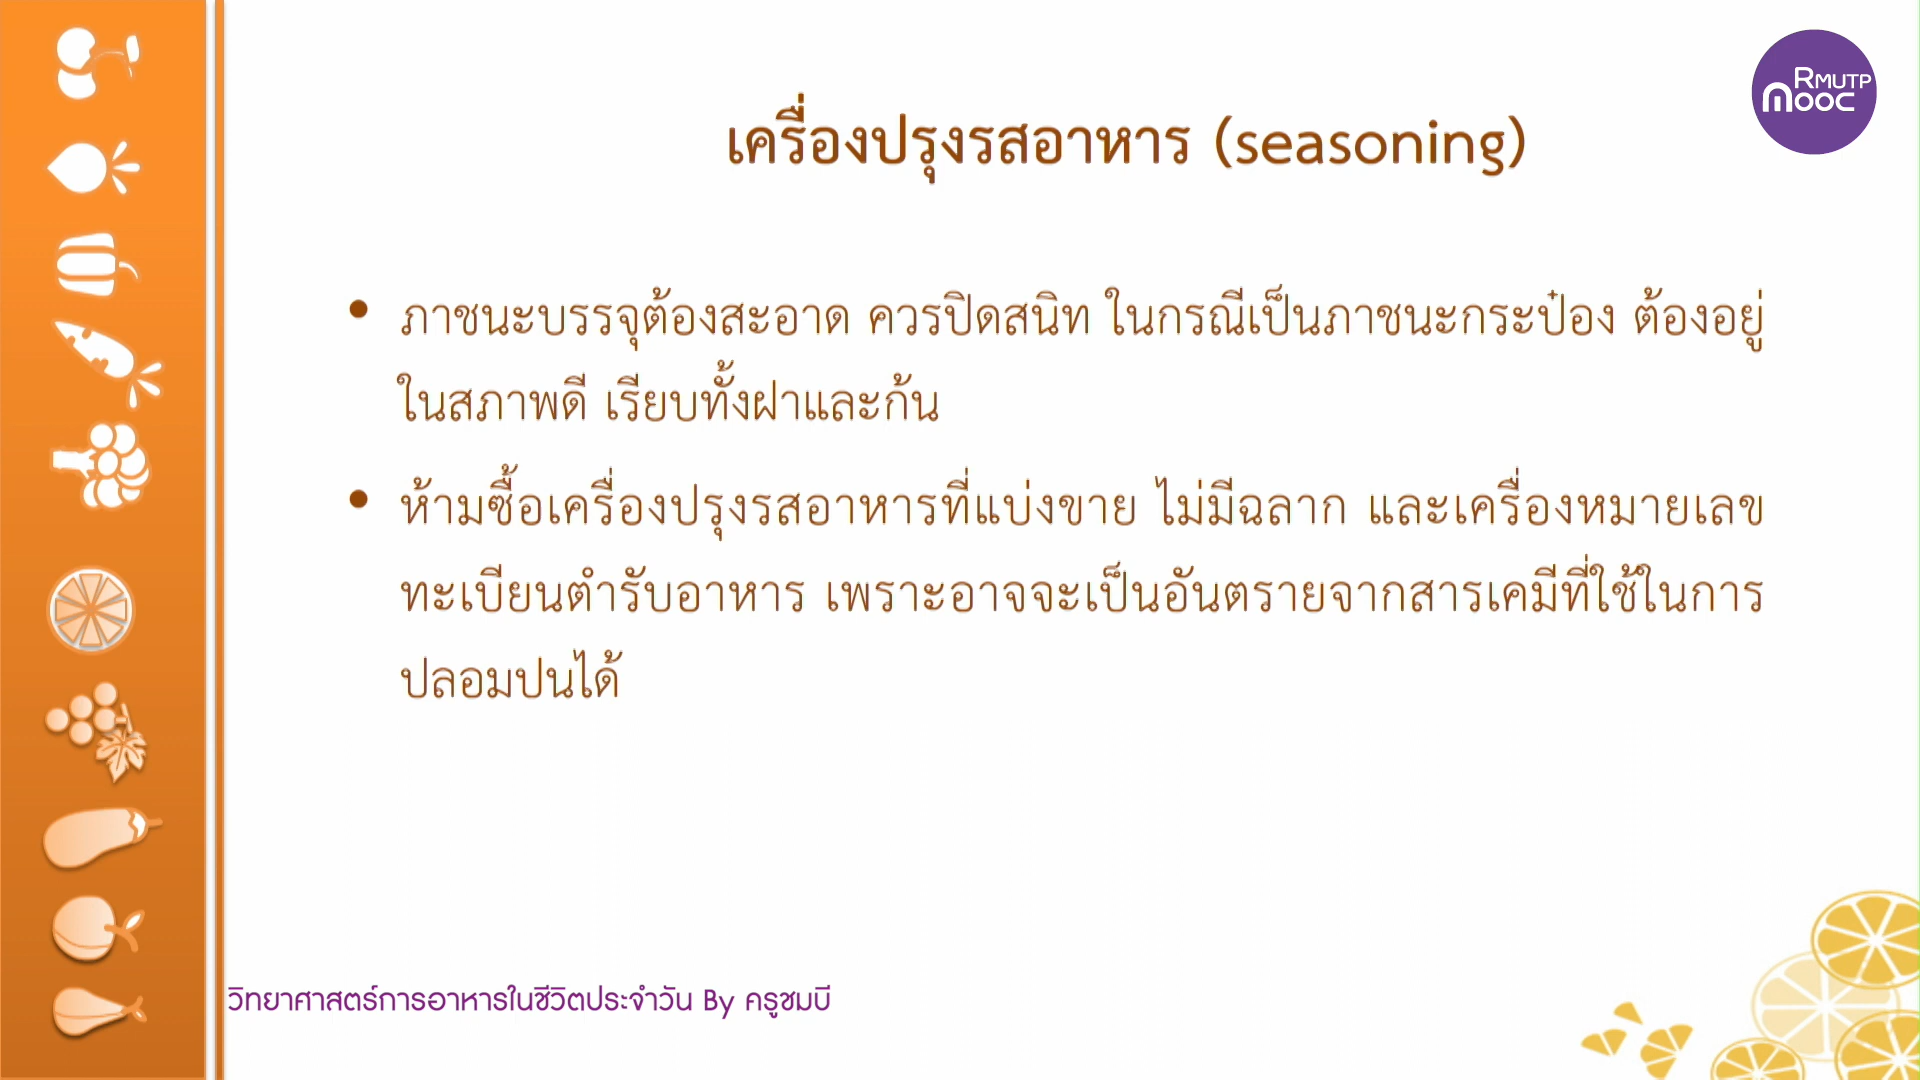 RMUTP
MOOC
เครื่องปรุงรสอาหาร (seasoning)
• ภาชนะบรรจุต้องสะอาด ควรปิดสนิท ในกรณีเป็นภาชนะกระป๋อง ต้องอยู่
ในสภาพดี เรียบทั้งฝาและก้น
• ห้ามซื้อเครื่องปรุงรสอาหารที่แบ่งขาย ไม่มีฉลาก และเครื่องหมายเลข
ทะเบียนตำรับอาหาร เพราะอาจจะเป็นอันตรายจากสารเคมีที่ใช้ในการ
ปลอมปนได้
วิทยาศาสตร์การอาหารในชีวิตประจำวัน By ครูชมบี